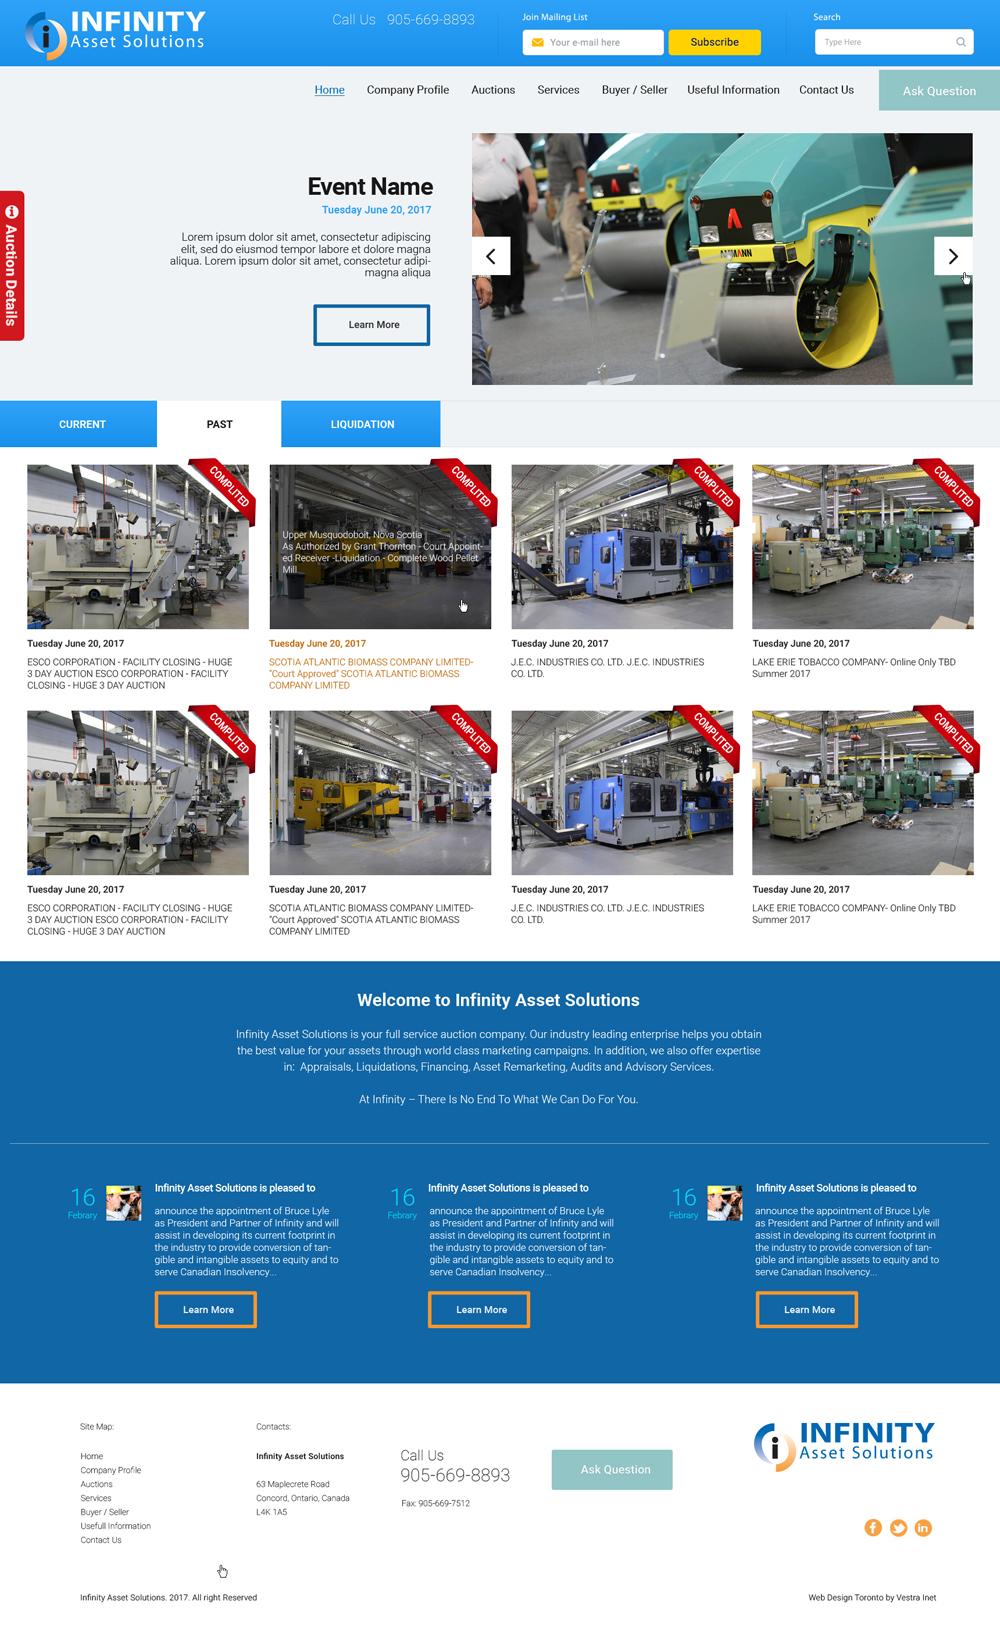 INFINITY
Asset Solutions
Call Us 905-669-8893
Join Mailing List
Your e-mail here
Subscribe
Search
Type Here
Home Company Profile Auctions Services Buyer / Seller Useful Information Contact Us
Ask Question
Auction Details
Event Name
Tuesday June 20, 2017
Lorem ipsum dolor sit amet, consectetur adipiscing
elit, sed do eiusmod tempor labore et dolore magna
aliqua. Lorem ipsum dolor sit amet, consectetur adipi-
magna aliqua
Learn More
CURRENT
PAST
LIQUIDATION
COMPLITED
Tuesday June 20, 2017
ESCO CORPORATION - FACILITY CLOSING - HUGE
3 DAY AUCTION ESCO CORPORATION - FACILITY
CLOSING - HUGE 3 DAY AUCTION
COMPLITED
Upper Musquodoboit, Nova Scotia
As Authorized by Grant Thornton - Court Appoint-
ed Receiver -Liquidation - Complete Wood Pellet
Mill
Tuesday June 20, 2017
SCOTIA ATLANTIC BIOMASS COMPANY LIMITED-
"Court Approved" SCOTIA ATLANTIC BIOMASS
COMPANY LIMITED
COMPLITED
Tuesday June 20, 2017
J.E.C. INDUSTRIES CO. LTD. J.E.C. INDUSTRIES
CO. LTD.
COMPLITED
Tuesday June 20, 2017
LAKE ERIE TOBACCO COMPANY- Online Only TBD
Summer 2017
COMPLITED
Tuesday June 20, 2017
ESCO CORPORATION - FACILITY CLOSING - HUGE
3 DAY AUCTION ESCO CORPORATION - FACILITY
CLOSING - HUGE 3 DAY AUCTION
COMPLITED
Tuesday June 20, 2017
SCOTIA ATLANTIC BIOMASS COMPANY LIMITED-
"Court Approved" SCOTIA ATLANTIC BIOMASS
COMPANY LIMITED
COMPLITED
Tuesday June 20, 2017
J.E.C. INDUSTRIES CO. LTD. J.E.C. INDUSTRIES
CO. LTD.
COMPLITED
Tuesday June 20, 2017
LAKE ERIE TOBACCO COMPANY- Online Only TBD
Summer 2017
Welcome to Infinity Asset Solutions
Infinity Asset Solutions is your full service auction company. Our industry leading enterprise helps you obtain
the best value for your assets through world class marketing campaigns. In addition, we also offer expertise
in: Appraisals, Liquidations, Financing, Asset Remarketing, Audits and Advisory Services.
At Infinity – There Is No End To What We Can Do For You.
16
Febrary
Infinity Asset Solutions is pleased to
announce the appointment of Bruce Lyle
as President and Partner of Infinity and will
assist in developing its current footprint in
the industry to provide conversion of tan-
gible and intangible assets to equity and to
serve Canadian Insolvency...
Learn More
16
Febrary
Infinity Asset Solutions is pleased to
announce the appointment of Bruce Lyle
as President and Partner of Infinity and will
assist in developing its current footprint in
the industry to provide conversion of tan-
gible and intangible assets to equity and to
serve Canadian Insolvency...
Learn More
16
Febrary
Infinity Asset Solutions is pleased to
announce the appointment of Bruce Lyle
as President and Partner of Infinity and will
assist in developing its current footprint in
the industry to provide conversion of tan-
gible and intangible assets to equity and to
serve Canadian Insolvency...
Learn More
Site Map:
Home
Company Profile
Auctions
Services
Buyer / Seller
Usefull Information
Contact Us
Contacts:
Infinity Asset Solutions
63 Maplecrete Road
Concord, Ontario, Canada
L4K 1A5
Call Us
905-669-8893
Fax: 905-669-7512
Ask Question
INFINITY
Asset Solutions
Infinity Asset Solutions. 2017. All right Reserved
Web Design Toronto by Vestra Inet